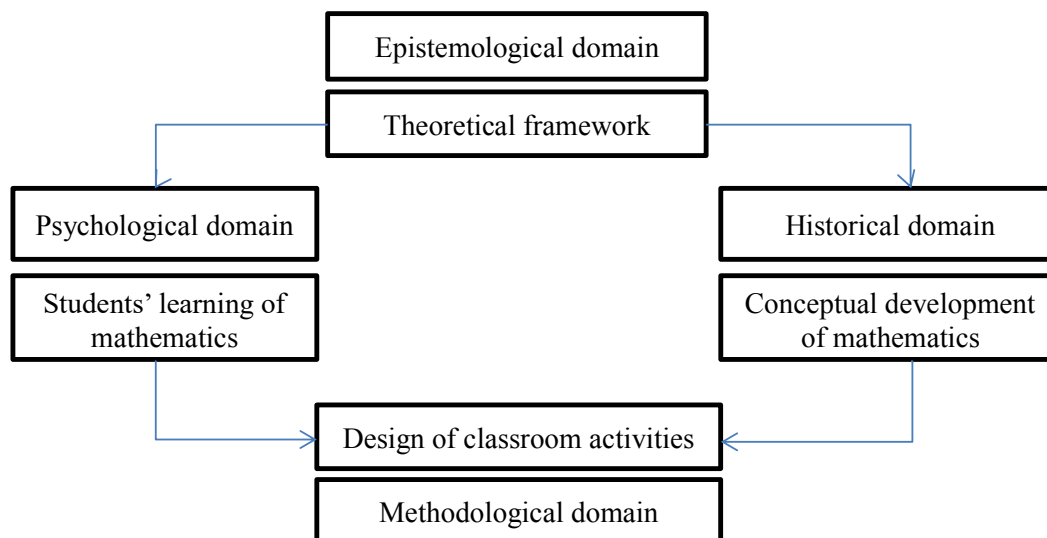 Epistemological domain
Theoretical framework
Psychological domain
Historical domain
Students’ learning of
mathematics
Conceptual development
of mathematics
Design of classroom activities
Methodological domain